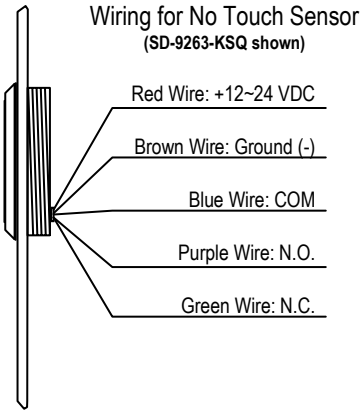 Wiring for No Touch Sensor
(SD-9263-KSQ shown)
Red Wire: +12~24 VDC
Brown Wire: Ground (-)
Blue Wire: COM
Purple Wire: N.O.
Green Wire: N.C.